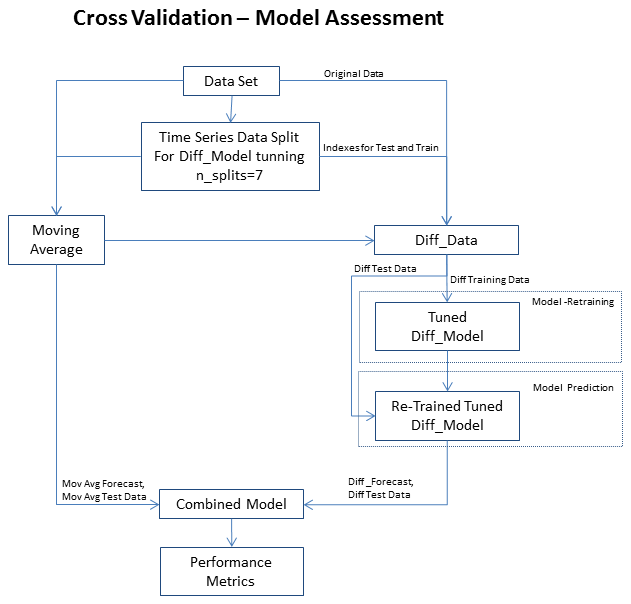 Cross Validation – Model Assessment
Data Set
Original Data
Time Series Data Split
For Diff_Model tunning
n_splits=7
Indexes for Test and Train
Moving
Average
Diff_Data
Diff Test Data
Diff Training Data
Model -Retraining
Tuned
Diff_Model
Model Prediction
Re-Trained Tuned
Diff_Model
Mov Avg Forecast,
Mov Avg Test Data
Diff _Forecast,
Diff Test Data
Combined Model
Performance
Metrics